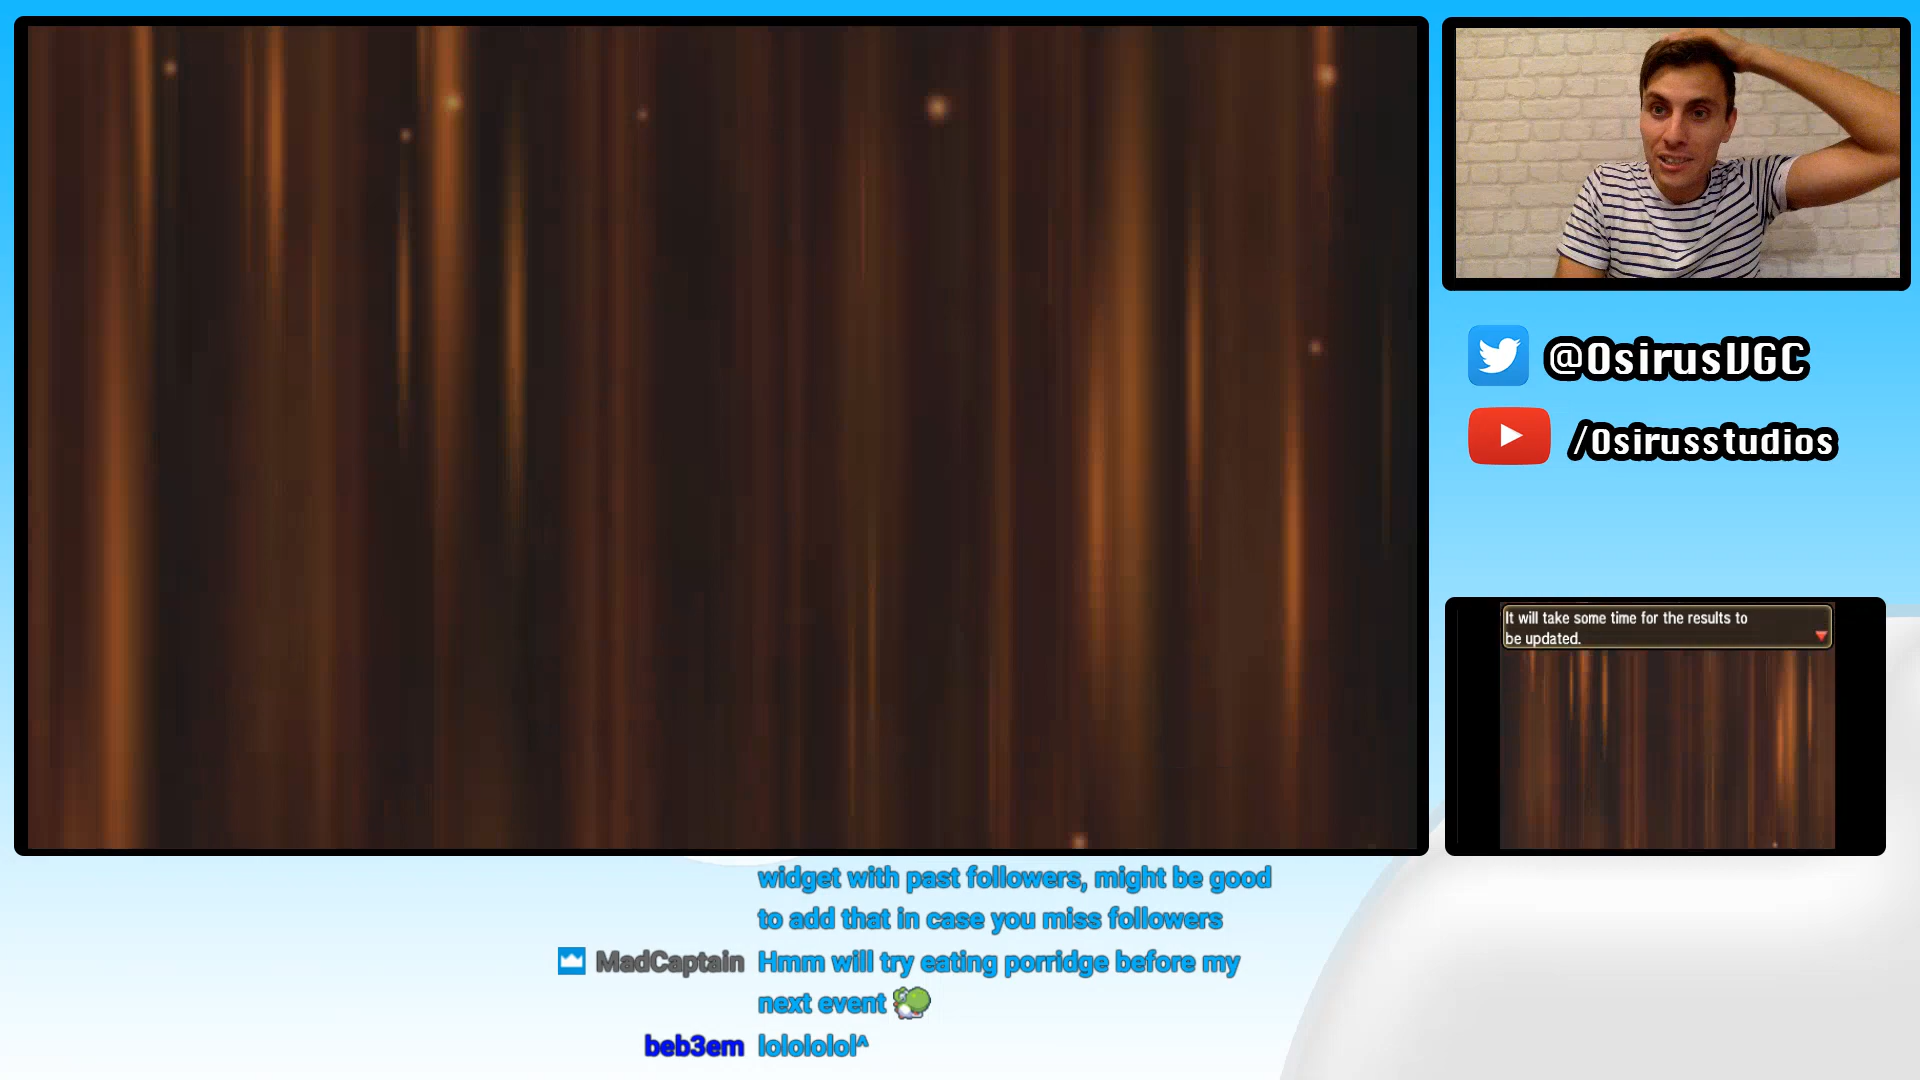 @OsirusVGC
/Osirusstudios
It will take some time for the results to
be updated.
widget with past followers, might be good
to add that in case you miss followers
MadCaptain Hmm will try eating porridge before my
next event
beb3em lolololol^